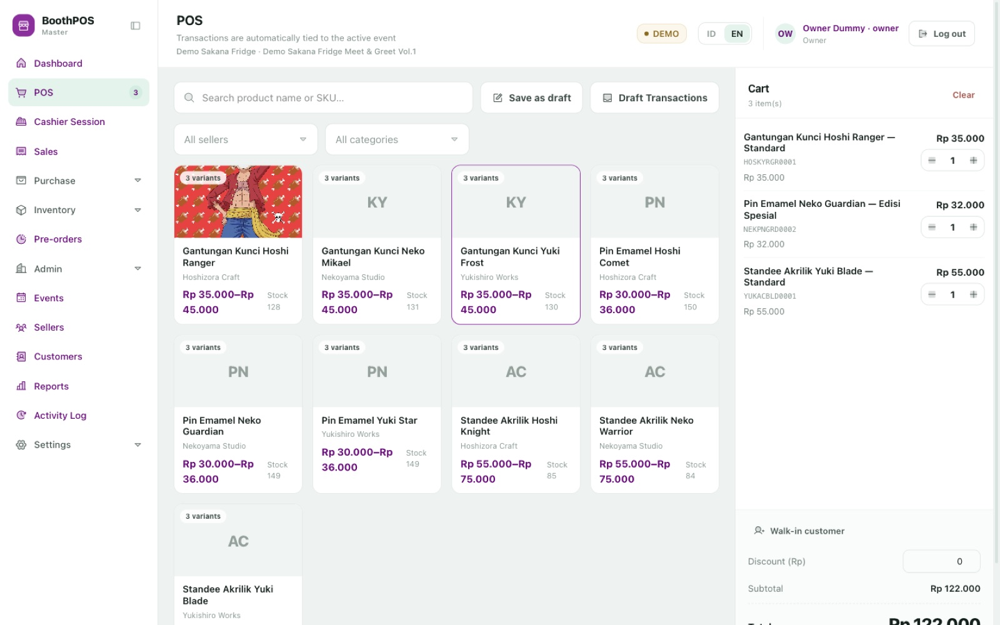 BoothPOS
Master
Dashboard
POS
3
Cashier Session
Sales
Purchase
Inventory
Pre-orders
Admin
Events
Sellers
Customers
Reports
Activity Log
Settings
POS
Transactions are automatically tied to the active event
Demo Sakana Fridge · Demo Sakana Fridge Meet & Greet Vol.1
DEMO
ID
EN
OW
Owner Dummy · owner
Owner
Log out
Search product name or SKU...
Save as draft
Draft Transactions
All sellers
All categories
3 variants
Gantungan Kunci Hoshi
Ranger
Hoshizora Craft
Rp 35.000–Rp
45.000
Stock
128
3 variants
KY
Gantungan Kunci Neko
Mikael
Nekoyama Studio
Rp 35.000–Rp
45.000
Stock
131
3 variants
KY
Gantungan Kunci Yuki
Frost
Yukishiro Works
Rp 35.000–Rp
45.000
Stock
130
3 variants
PN
Pin Emamel Hoshi
Comet
Hoshizora Craft
Rp 30.000–Rp
36.000
Stock
150
3 variants
PN
Pin Emamel Neko
Guardian
Nekoyama Studio
Rp 30.000–Rp
36.000
Stock
149
3 variants
PN
Pin Emamel Yuki Star
Yukishiro Works
Rp 30.000–Rp
36.000
Stock
149
3 variants
AC
Standee Akrilik Hoshi
Knight
Hoshizora Craft
Rp 55.000–Rp
75.000
Stock
85
3 variants
AC
Standee Akrilik Neko
Warrior
Nekoyama Studio
Rp 55.000–Rp
75.000
Stock
84
3 variants
AC
Standee Akrilik Yuki
Blade
Yukishiro Works
Cart
3 item(s)
Clear
Gantungan Kunci Hoshi Ranger —
Standard
HOSKYRGR0001
Rp 35.000
Rp 35.000
1
Pin Emamel Neko Guardian — Edisi
Spesial
NEKPNGRD0002
Rp 32.000
Rp 32.000
1
Standee Akrilik Yuki Blade —
Standard
YUKACBLD0001
Rp 55.000
Rp 55.000
1
Walk-in customer
Discount (Rp)
0
Subtotal
Rp 122.000
Total
Rp 122.000